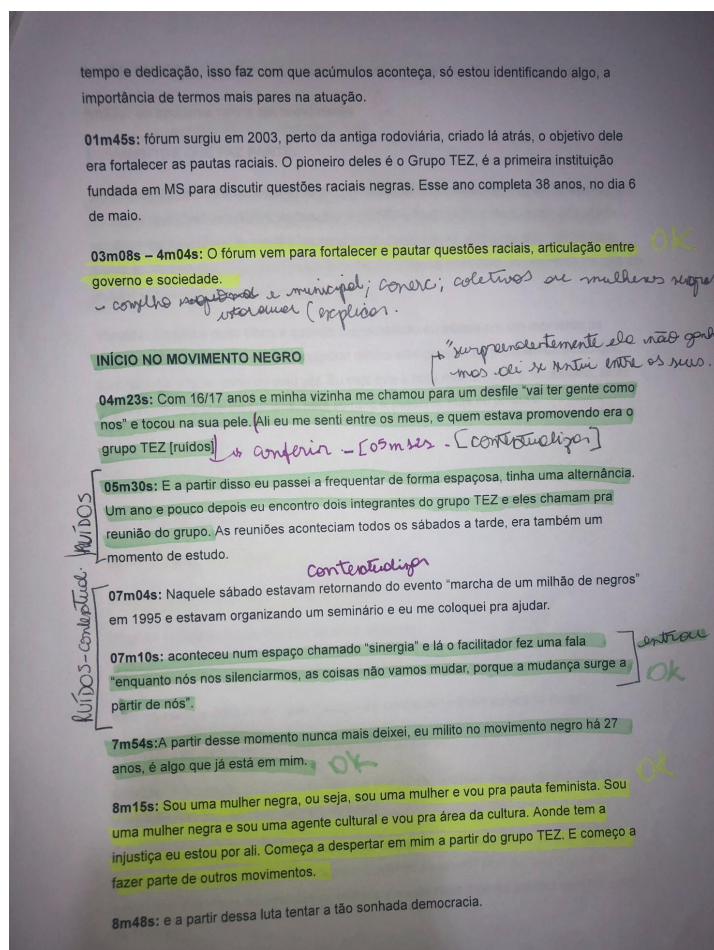 tempo e dedicação, isso faz com que acúmulos aconteça, só estou identificando algo, a
importância de termos mais pares na atuação.
01m45s: fórum surgiu em 2003, perto da antiga rodoviária, criado lá atrás, o objetivo dele
era fortalecer as pautas raciais. O pioneiro deles é o Grupo TEZ, é a primeira instituição
fundada em MS para discutir questões raciais negras. Esse ano completa 38 anos, no dia 6
de maio.
03m08s – 4m04s: O fórum vem para fortalecer e pautar questões raciais, articulação entre OK
governo e sociedade.
- conselho e municipal; conerc; coletivos de mulheres negras
(explicar.
"surpreendentemente ela não
mas ali se sentiu entre os seus.
INÍCIO NO MOVIMENTO NEGRO
04m23s: Com 16/17 anos e minha vizinha me chamou para um desfile “vai ter gente como
nos” e tocou na sua pele. Ali eu me senti entre os meus, e quem estava promovendo era o
grupo TEZ [ruídos] conferir - [contextualizar]
RUÍDOS
05m30s: E a partir disso eu passei a frequentar de forma espaçosa, tinha uma alternância.
Um ano e pouco depois eu encontro dois integrantes do grupo TEZ e eles chamam pra
reunião do grupo. As reuniões aconteciam todos os sábados a tarde, era também um
momento de estudo.
contextualizar
RUÍDOS-contextual.
07m04s: Naquele sábado estavam retornando do evento “marcha de um milhão de negros”
em 1995 e estavam organizando um seminário e eu me coloquei pra ajudar.
07m10s: aconteceu num espaço chamado “sinergia” e lá o facilitador fez uma fala
“enquanto nós nos silenciarmos, as coisas não vamos mudar, porque a mudança surge a OK
partir de nós”.
7m54s:A partir desse momento nunca mais deixei, eu milito no movimento negro há 27
anos, é algo que já está em mim. OK
OK
8m15s: Sou uma mulher negra, ou seja, sou uma mulher e vou pra pauta feminista. Sou
uma mulher negra e sou uma agente cultural e vou pra área da cultura. Aonde tem a
injustiça eu estou por ali. Começa a despertar em mim a partir do grupo TEZ. E começo a
fazer parte de outros movimentos.
8m48s: e a partir dessa luta tentar a tão sonhada democracia.